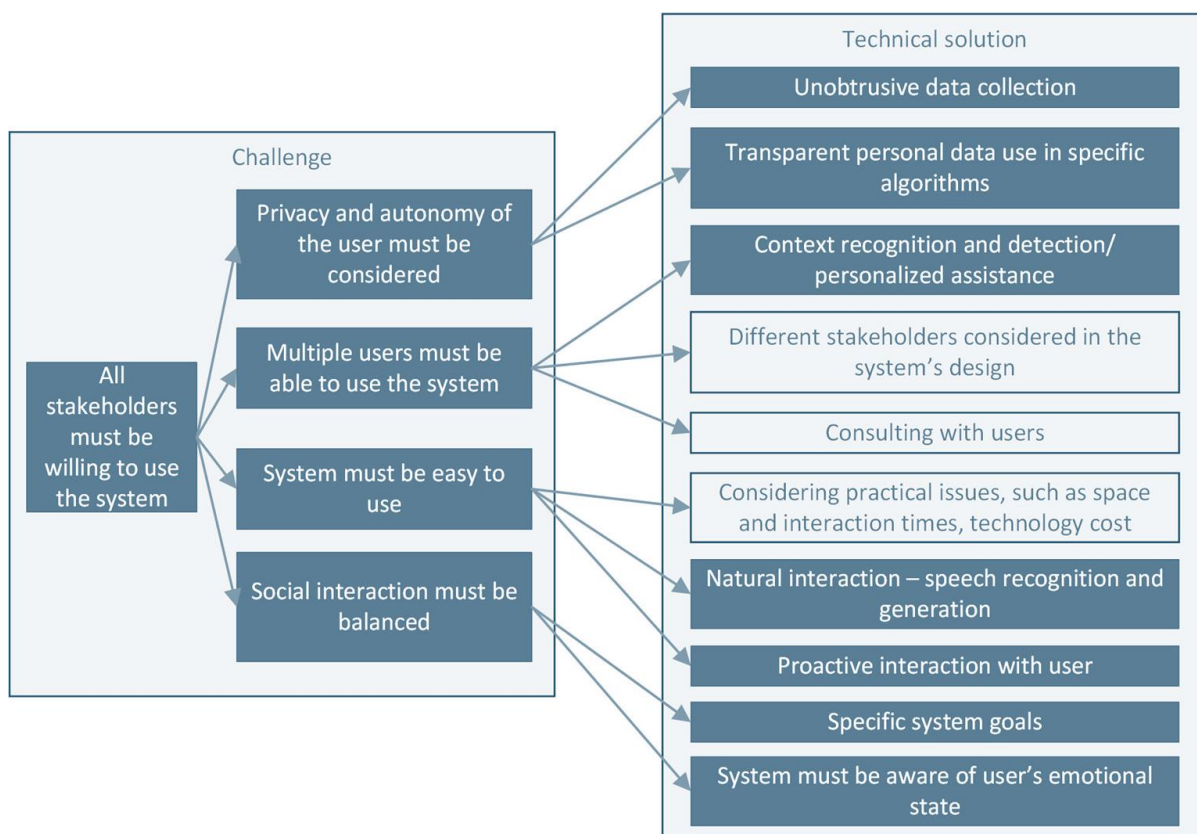 Challenge
All
stakeholders
must be
willing to use
the system
Privacy and autonomy of
the user must be
considered
Multiple users must be
able to use the system
System must be easy to
use
Social interaction must be
balanced
Technical solution
Unobtrusive data collection
Transparent personal data use in specific
algorithms
Context recognition and detection/
personalized assistance
Different stakeholders considered in the
system’s design
Consulting with users
Considering practical issues, such as space
and interaction times, technology cost
Natural interaction – speech recognition and
generation
Proactive interaction with user
Specific system goals
System must be aware of user’s emotional
state